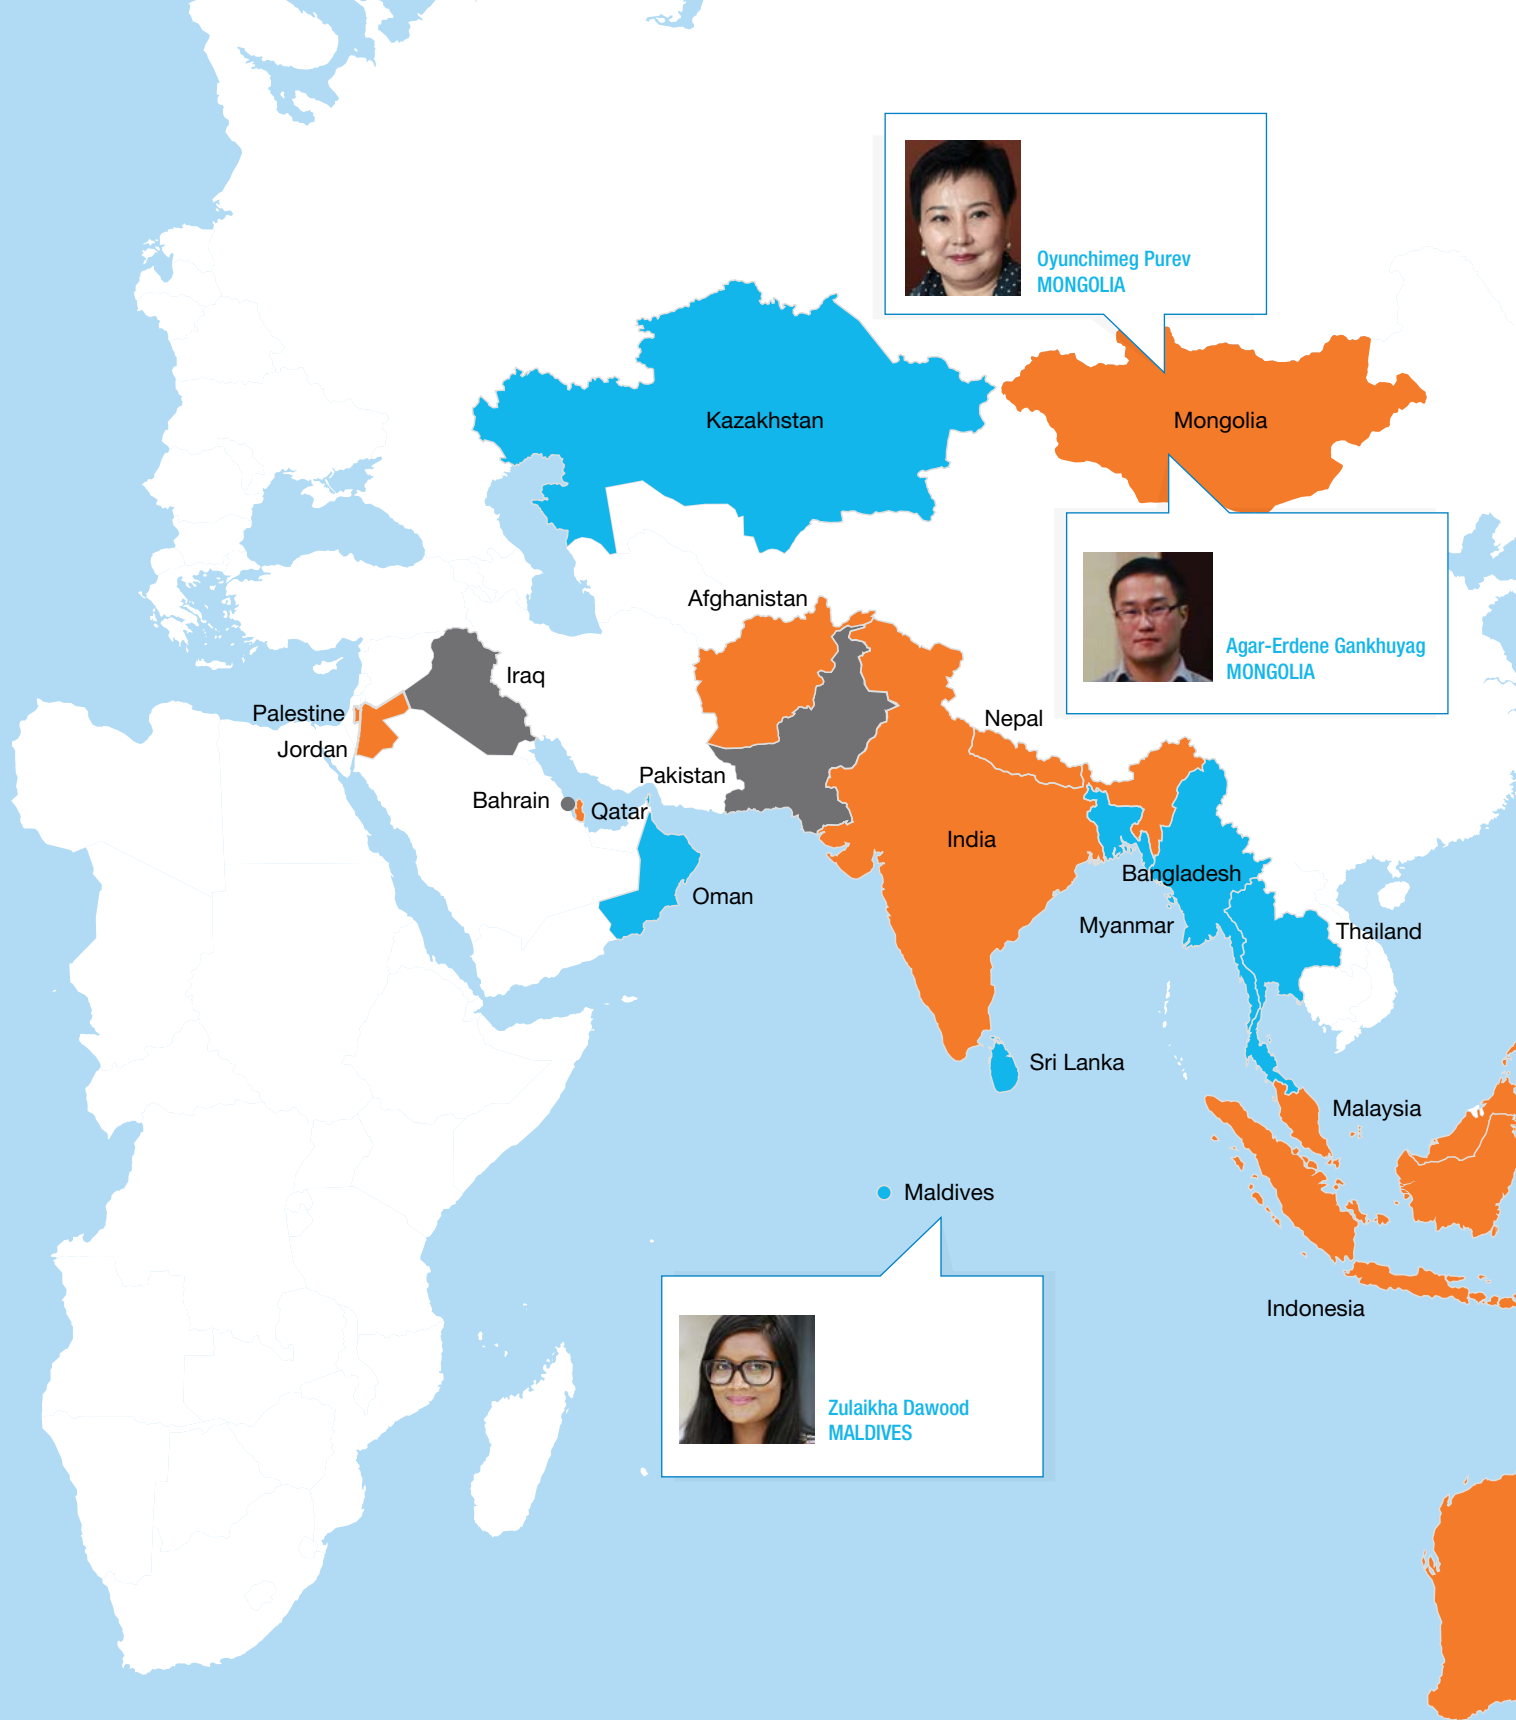 Oyunchimeg Purev
MONGOLIA
Kazakhstan
Mongolia
Afghanistan
Agar-Erdene Gankhuyag
MONGOLIA
Iraq
Palestine
Nepal
Jordan
Pakistan
Bahrain
Qatar
India
Bangladesh
Oman
Myanmar
Thailand
Sri Lanka
Malaysia
Maldives
Indonesia
Zulaikha Dawood
MALDIVES